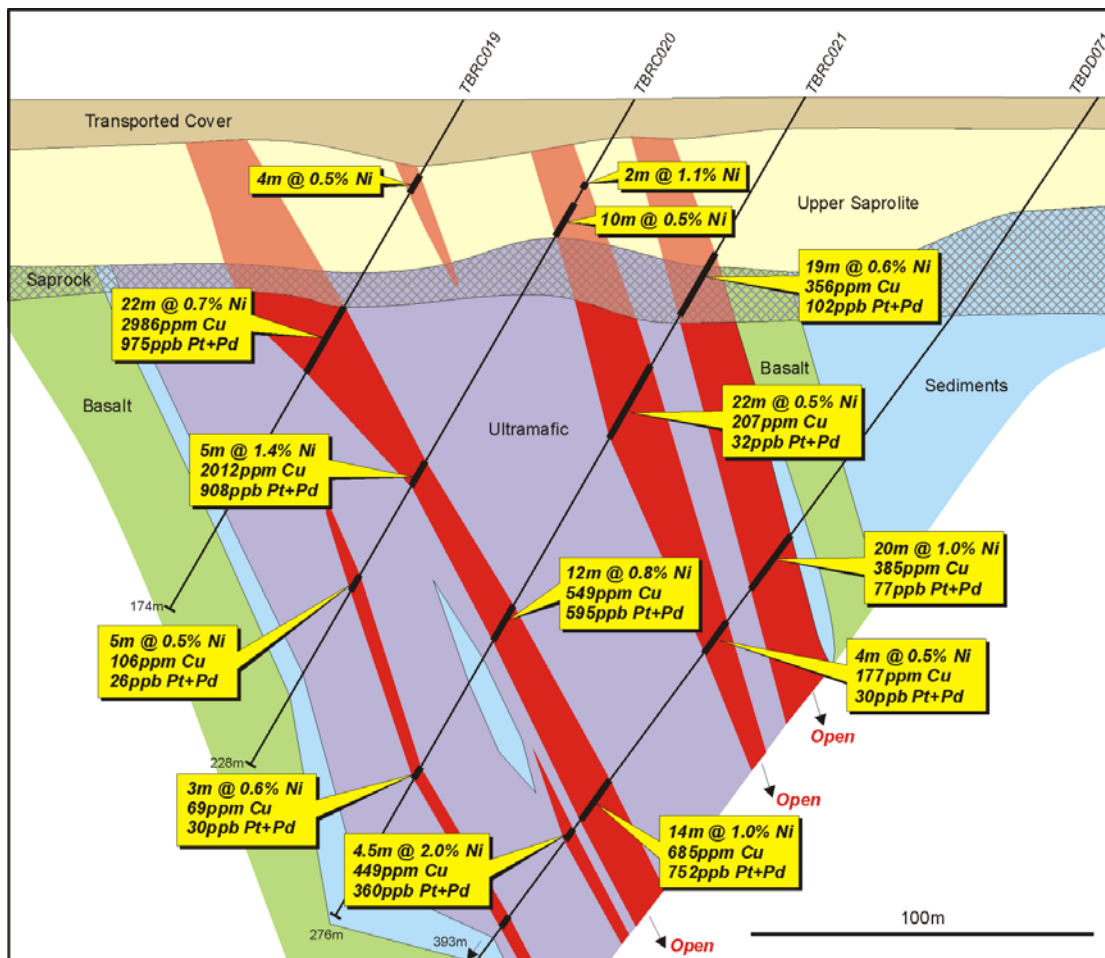 TBRC019
TBRC020
TBRC021
TBDD071
Transported Cover
4m @ 0.5% Ni
2m @ 1.1% Ni
10m @ 0.5% Ni
Upper Saprolite
Saprock
19m @ 0.6% Ni
356ppm Cu
102ppb Pt+Pd
22m @ 0.7% Ni
2986ppm Cu
975ppb Pt+Pd
Basalt
Basalt
Sediments
Ultramafic
22m @ 0.5% Ni
207ppm Cu
32ppb Pt+Pd
5m @ 1.4% Ni
2012ppm Cu
908ppb Pt+Pd
20m @ 1.0% Ni
385ppm Cu
77ppb Pt+Pd
12m @ 0.8% Ni
549ppm Cu
595ppb Pt+Pd
174m
5m @ 0.5% Ni
106ppm Cu
26ppb Pt+Pd
4m @ 0.5% Ni
177ppm Cu
30ppb Pt+Pd
Open
228m
Open
3m @ 0.6% Ni
69ppm Cu
30ppb Pt+Pd
4.5m @ 2.0% Ni
449ppm Cu
360ppb Pt+Pd
14m @ 1.0% Ni
685ppm Cu
752ppb Pt+Pd
100m
276m
393m
Open